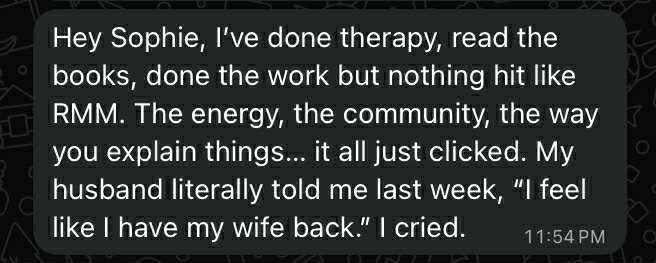 Hey Sophie, I’ve done therapy, read the
books, done the work but nothing hit like
RMM. The energy, the community, the way
you explain things... it all just clicked. My
husband literally told me last week, “I feel
like I have my wife back.” I cried.
11:54 PM